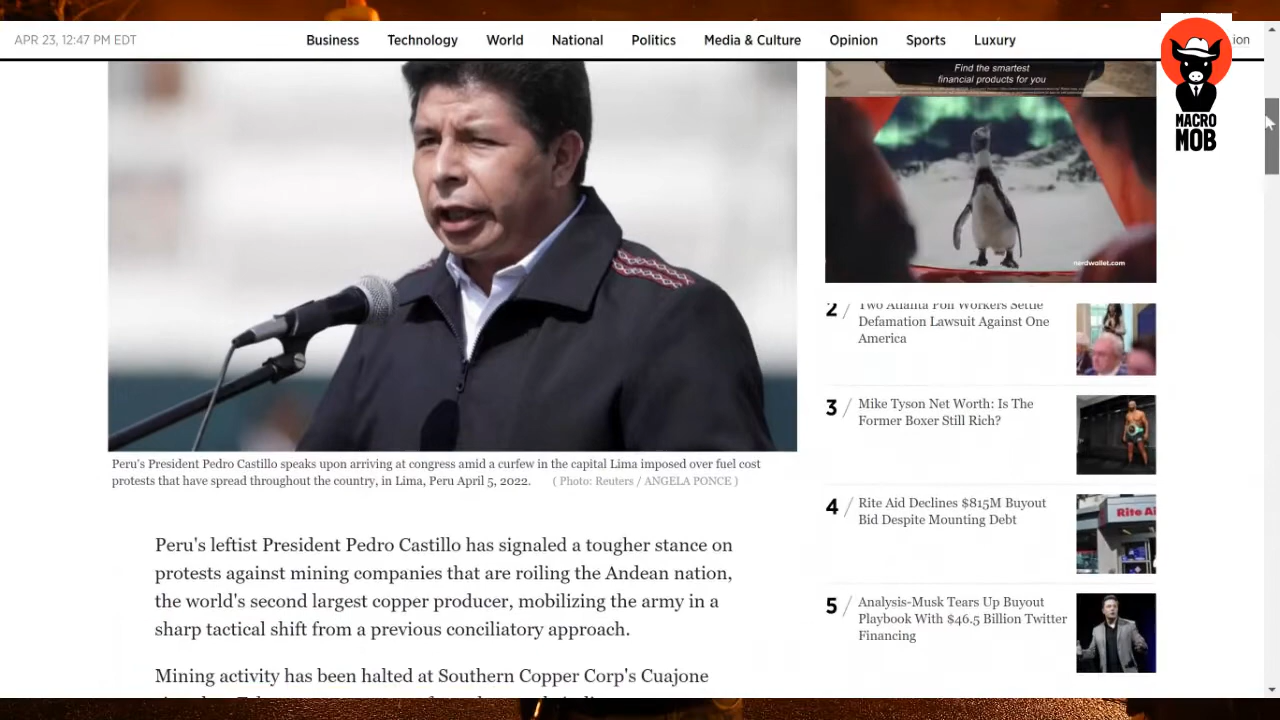 APR 23, 12:47 PM EDT
Business Technology World National Politics Media & Culture Opinion Sports Luxury
ion
MACRO
MOB
Find the smartest
financial products for you
nerdwallet.com
Peru's President Pedro Castillo speaks upon arriving at congress amid a curfew in the capital Lima imposed over fuel cost
protests that have spread throughout the country, in Lima, Peru April 5, 2022. ( Photo: Reuters / ANGELA PONCE )
Peru's leftist President Pedro Castillo has signaled a tougher stance on
protests against mining companies that are roiling the Andean nation,
the world's second largest copper producer, mobilizing the army in a
sharp tactical shift from a previous conciliatory approach.
Mining activity has been halted at Southern Copper Corp's Cuajone
2 / Two Atlanta Poll Workers Settle
Defamation Lawsuit Against One
America
3 / Mike Tyson Net Worth: Is The
Former Boxer Still Rich?
4 / Rite Aid Declines $815M Buyout
Bid Despite Mounting Debt
Rite Ai
5 / Analysis-Musk Tears Up Buyout
Playbook With $46.5 Billion Twitter
Financing